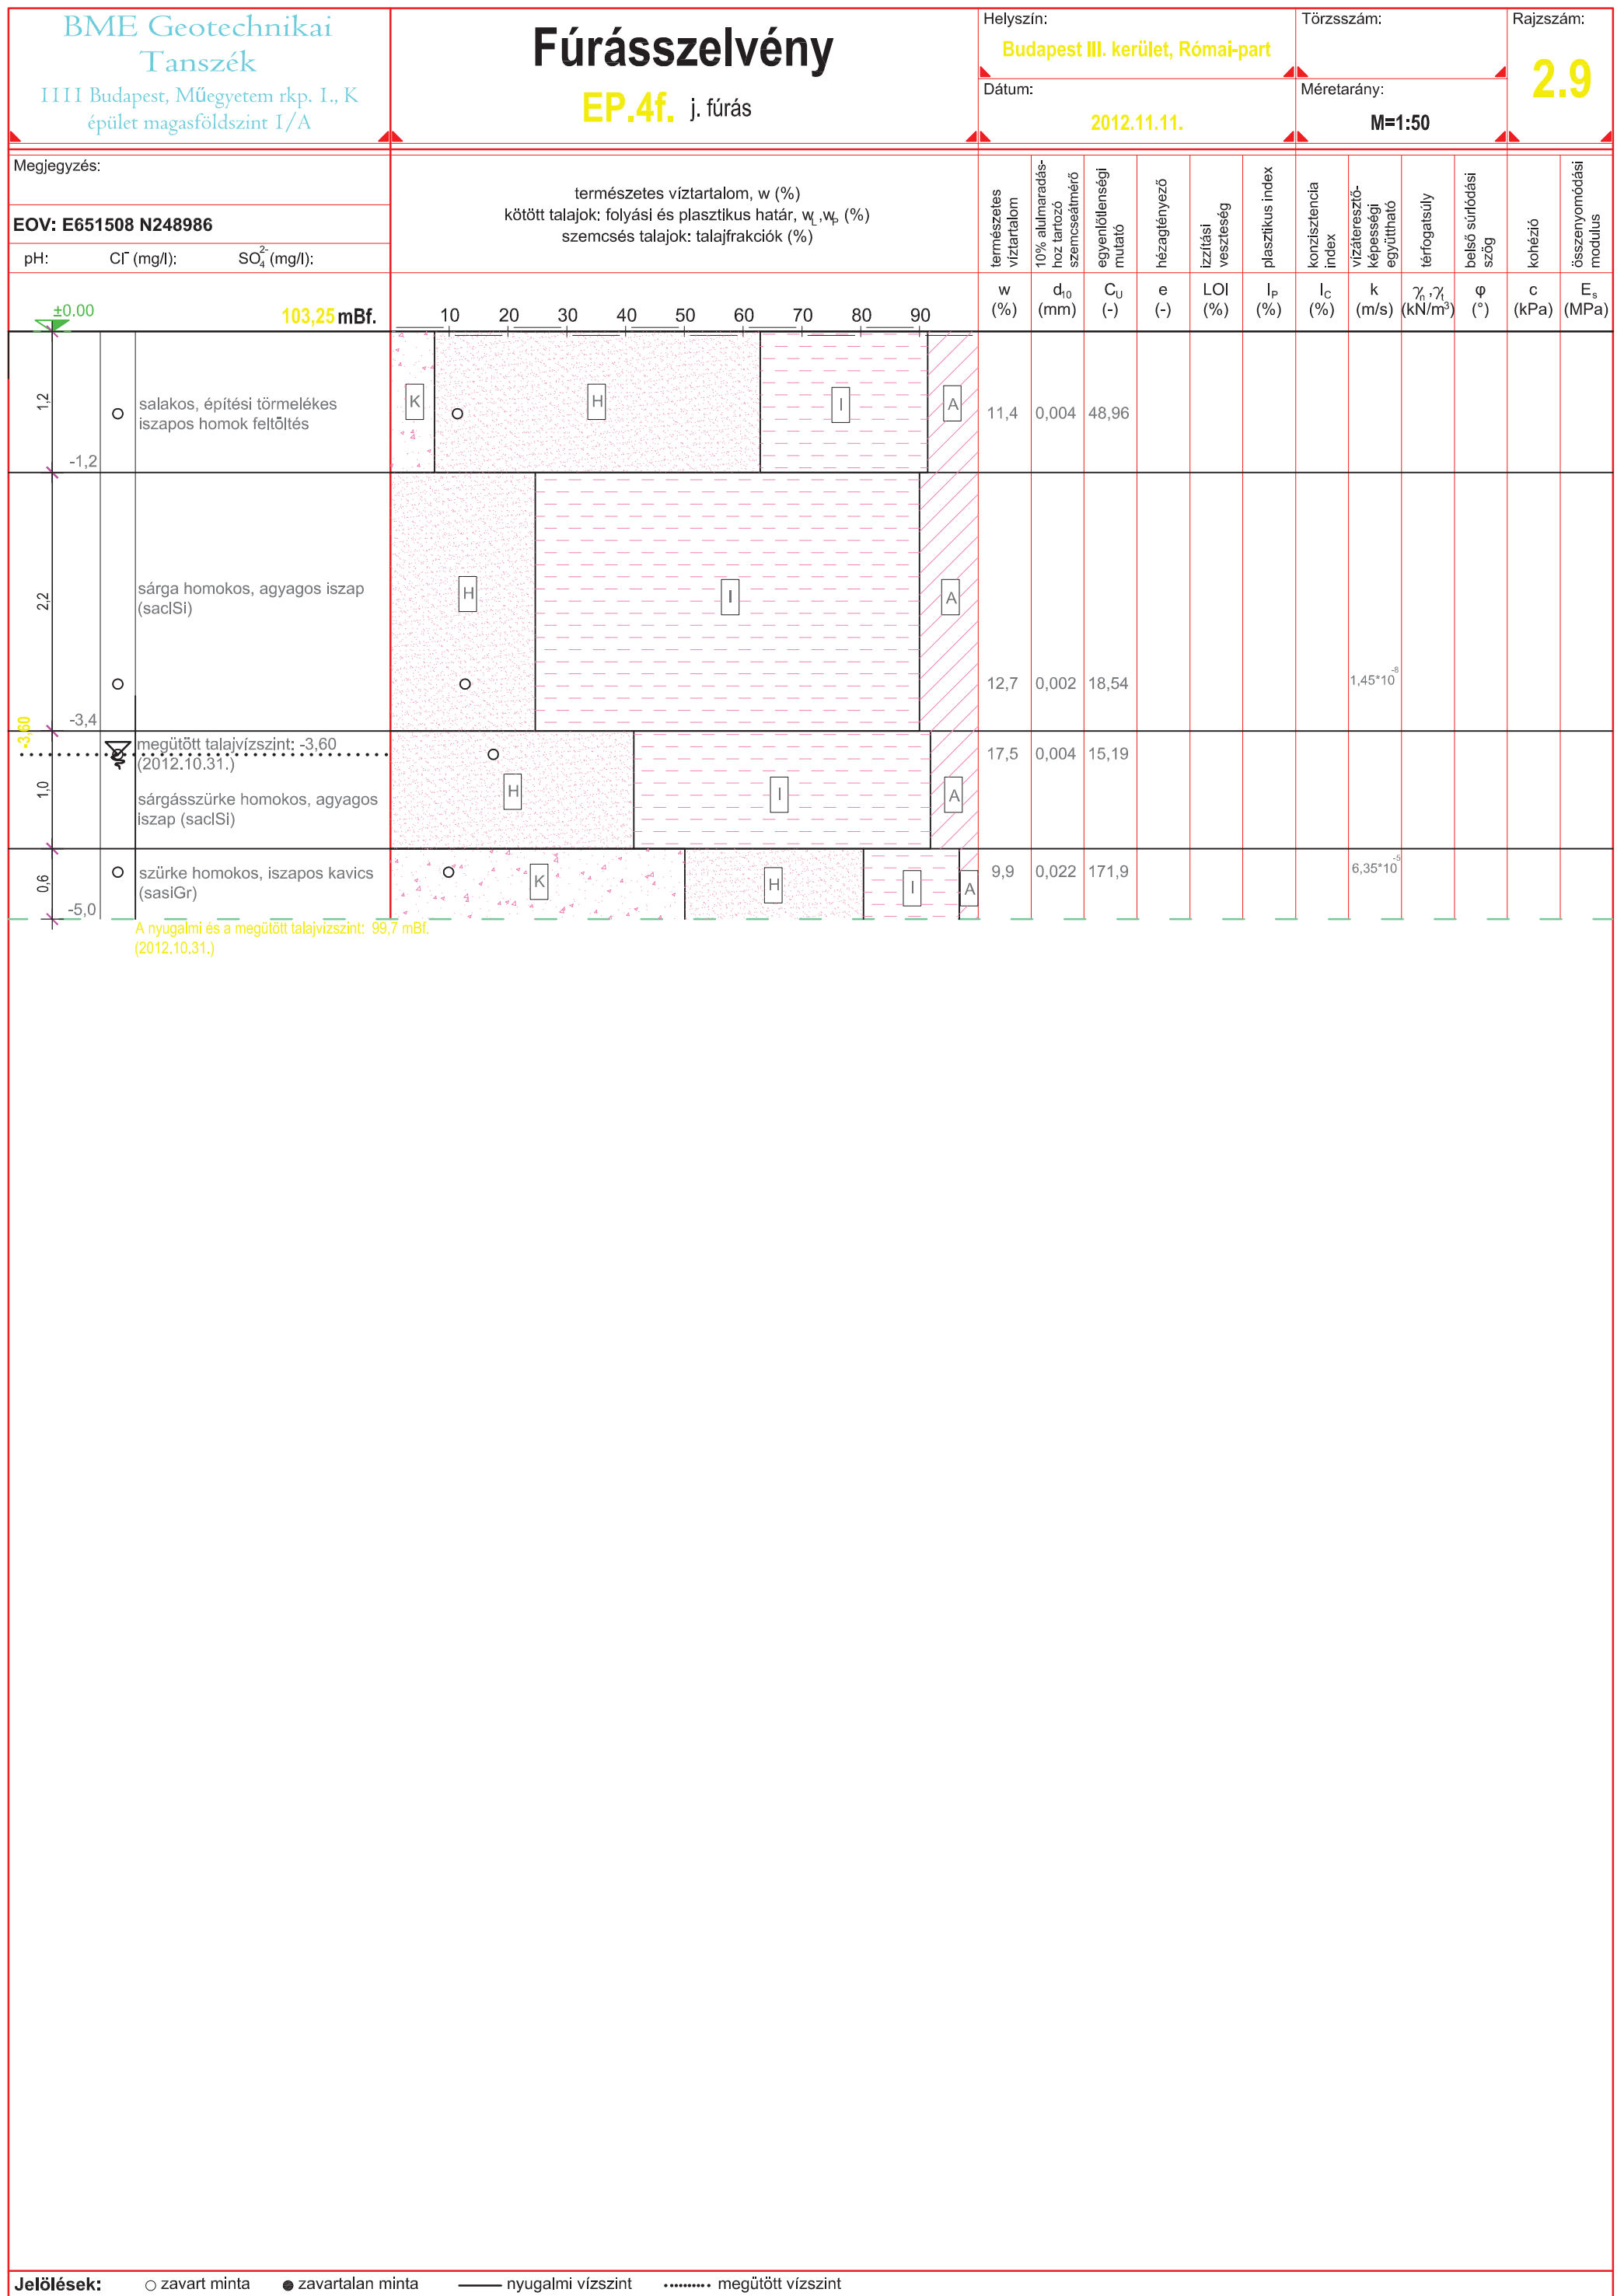 BME Geotechnikai
Tanszék
1111 Budapest, Műegyetem rkp. 1., K
épület magasföldszint 1/A
Fúrásszelvény
EP.4f. j. fúrás
Helyszín:
Budapest III. kerület, Római-part
Törzsszám:
Rajzszám:
2.9
Dátum:
2012.11.11.
Méretarány:
M=1:50
Megjegyzés:
EOV: E651508 N248986
pH: Cl⁻ (mg/l): SO₄²⁻ (mg/l):
természetes víztartalom, w (%)
kötött talajok: folyási és plasztikus határ, w_L, w_P (%)
szemcsés talajok: talajfrakciók (%)
természetes
víztartalom
10% alulmaradás-
hoz tartozó
szemcseátmérő
egyenlőtlenségi
mutató
hézagtényező
izzítási
veszteség
plasztikus index
konzisztencia
index
vízáteresztő-
képességi
együttható
térfogatsúly
belső súrlódási
szög
kohézió
összenyomódási
modulus
w d₁₀ C_U e LOI I_P I_C k γₙ,γₜ φ c E_s
(%) (mm) (-) (-) (%) (%) (%) (m/s) (kN/m³) (°) (kPa) (MPa)
±0.00 103,25 mBf.
10 20 30 40 50 60 70 80 90
1,2
salakos, építési törmelékes
iszapos homok feltöltés
K H I A
11,4 0,004 48,96
-1,2
2,2
sárga homokos, agyagos iszap
(saclSi)
H I A
12,7 0,002 18,54 1,45*10⁻⁸
-3,4
-3,60
megütött talajvízszint: -3,60
(2012.10.31.)
17,5 0,004 15,19
1,0
sárgásszürke homokos, agyagos
iszap (saclSi)
H I A
0,6
szürke homokos, iszapos kavics
(sasiGr)
K H I A
9,9 0,022 171,9 6,35*10⁻⁵
-5,0
A nyugalmi és a megütött talajvízszint: 99,7 mBf.
(2012.10.31.)
Jelölések: zavart minta zavartalan minta nyugalmi vízszint megütött vízszint